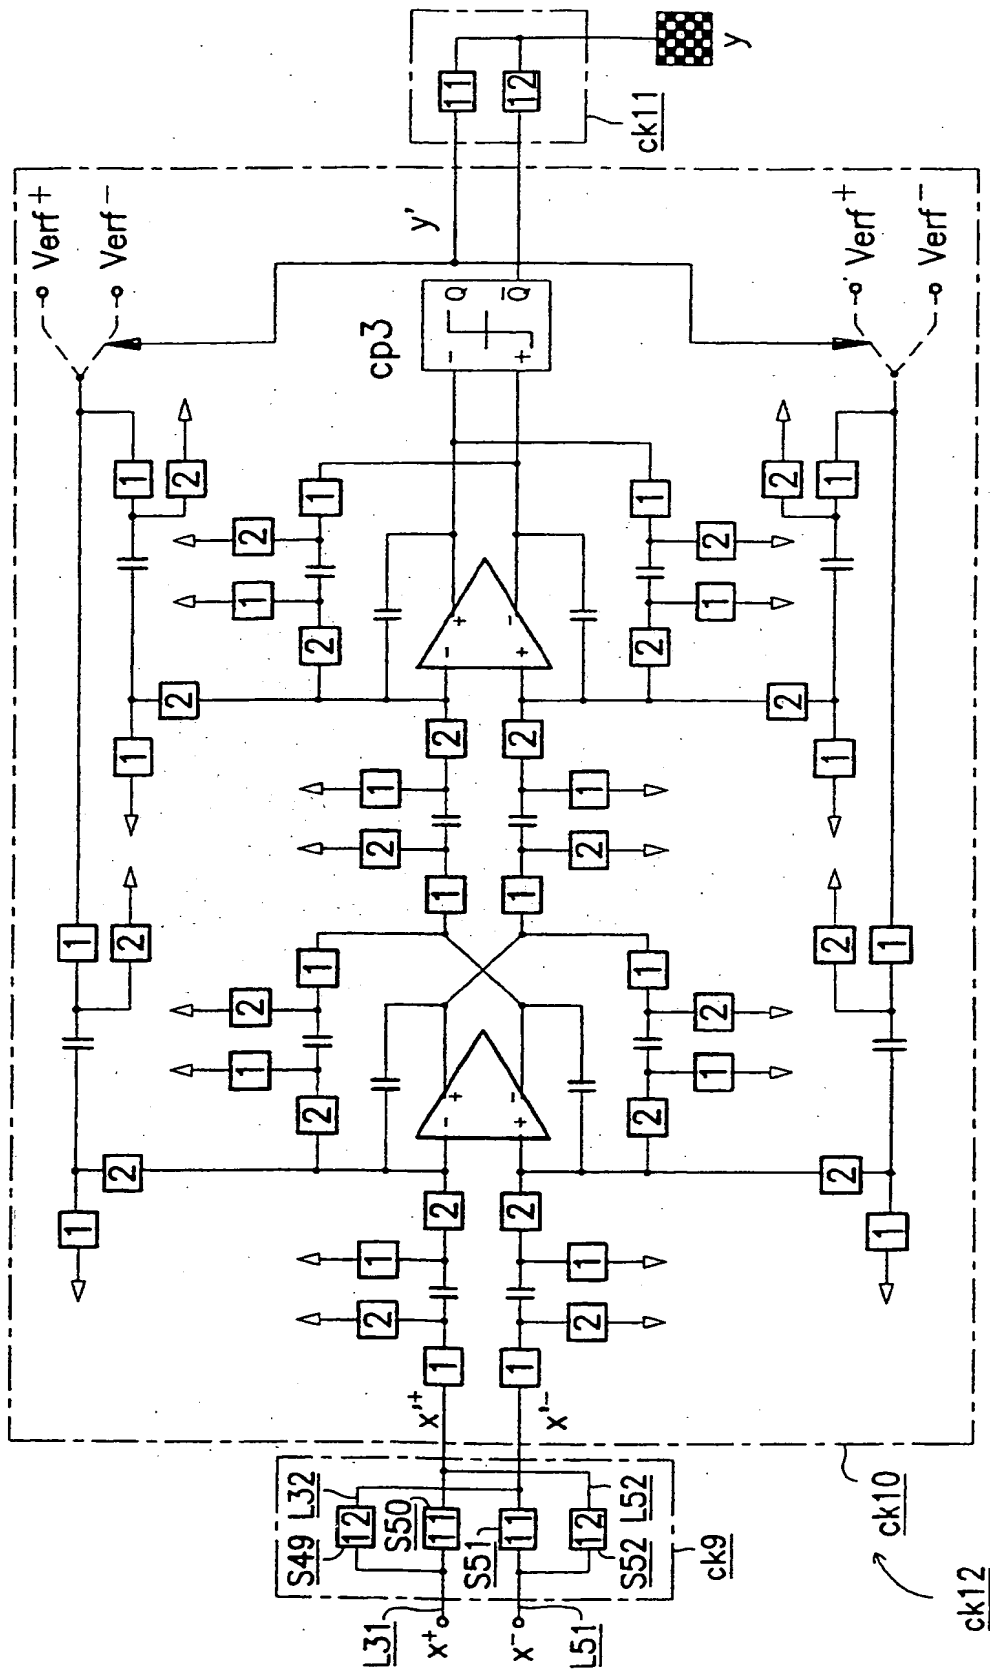 Verf+
1 1
2 2 1 1 Verf−
2 2
1 2 1 2
S49 L32 2 1 2 1
12
2 1 2 1 cp3
L31 S50
x+ 11 x'+ 1 2 − + 1 2 − + − Q y' 11
S51
x− 11 x'− 1 2 + − 1 2 + − + Q̅ 12
L51 12 2 1 2 1
S52 L52 2 1 2 1 ck11
ck9 1 2 1 2 y
2 2
2 2 1 1 Verf+
1 1
ck10 Verf−
ck12